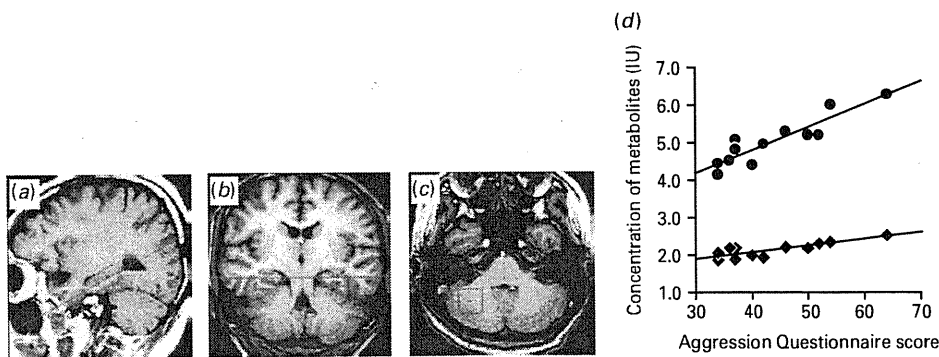 (d)
Concentration of metabolites (IU)
7.0
6.0
5.0
4.0
3.0
2.0
1.0
30 40 50 60 70
Aggression Questionnaire score
(a) (b) (c)